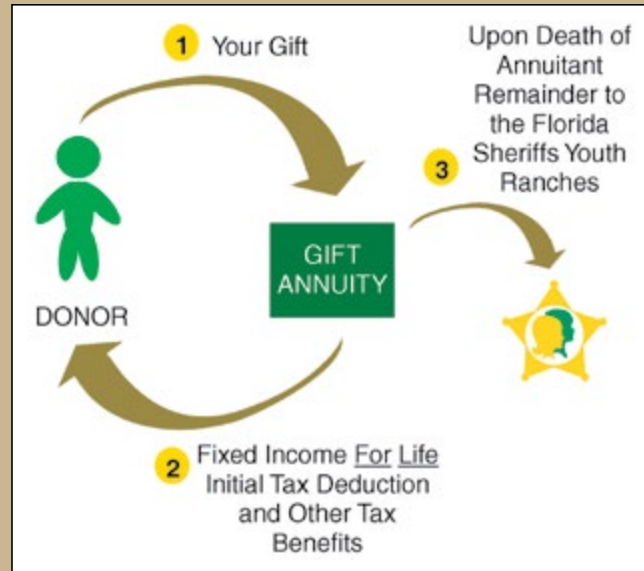 1 Your Gift
Upon Death of
Annuitant
Remainder to
the Florida
Sheriffs Youth
Ranches
3
GIFT
ANNUITY
DONOR
2 Fixed Income For Life
Initial Tax Deduction
and Other Tax
Benefits